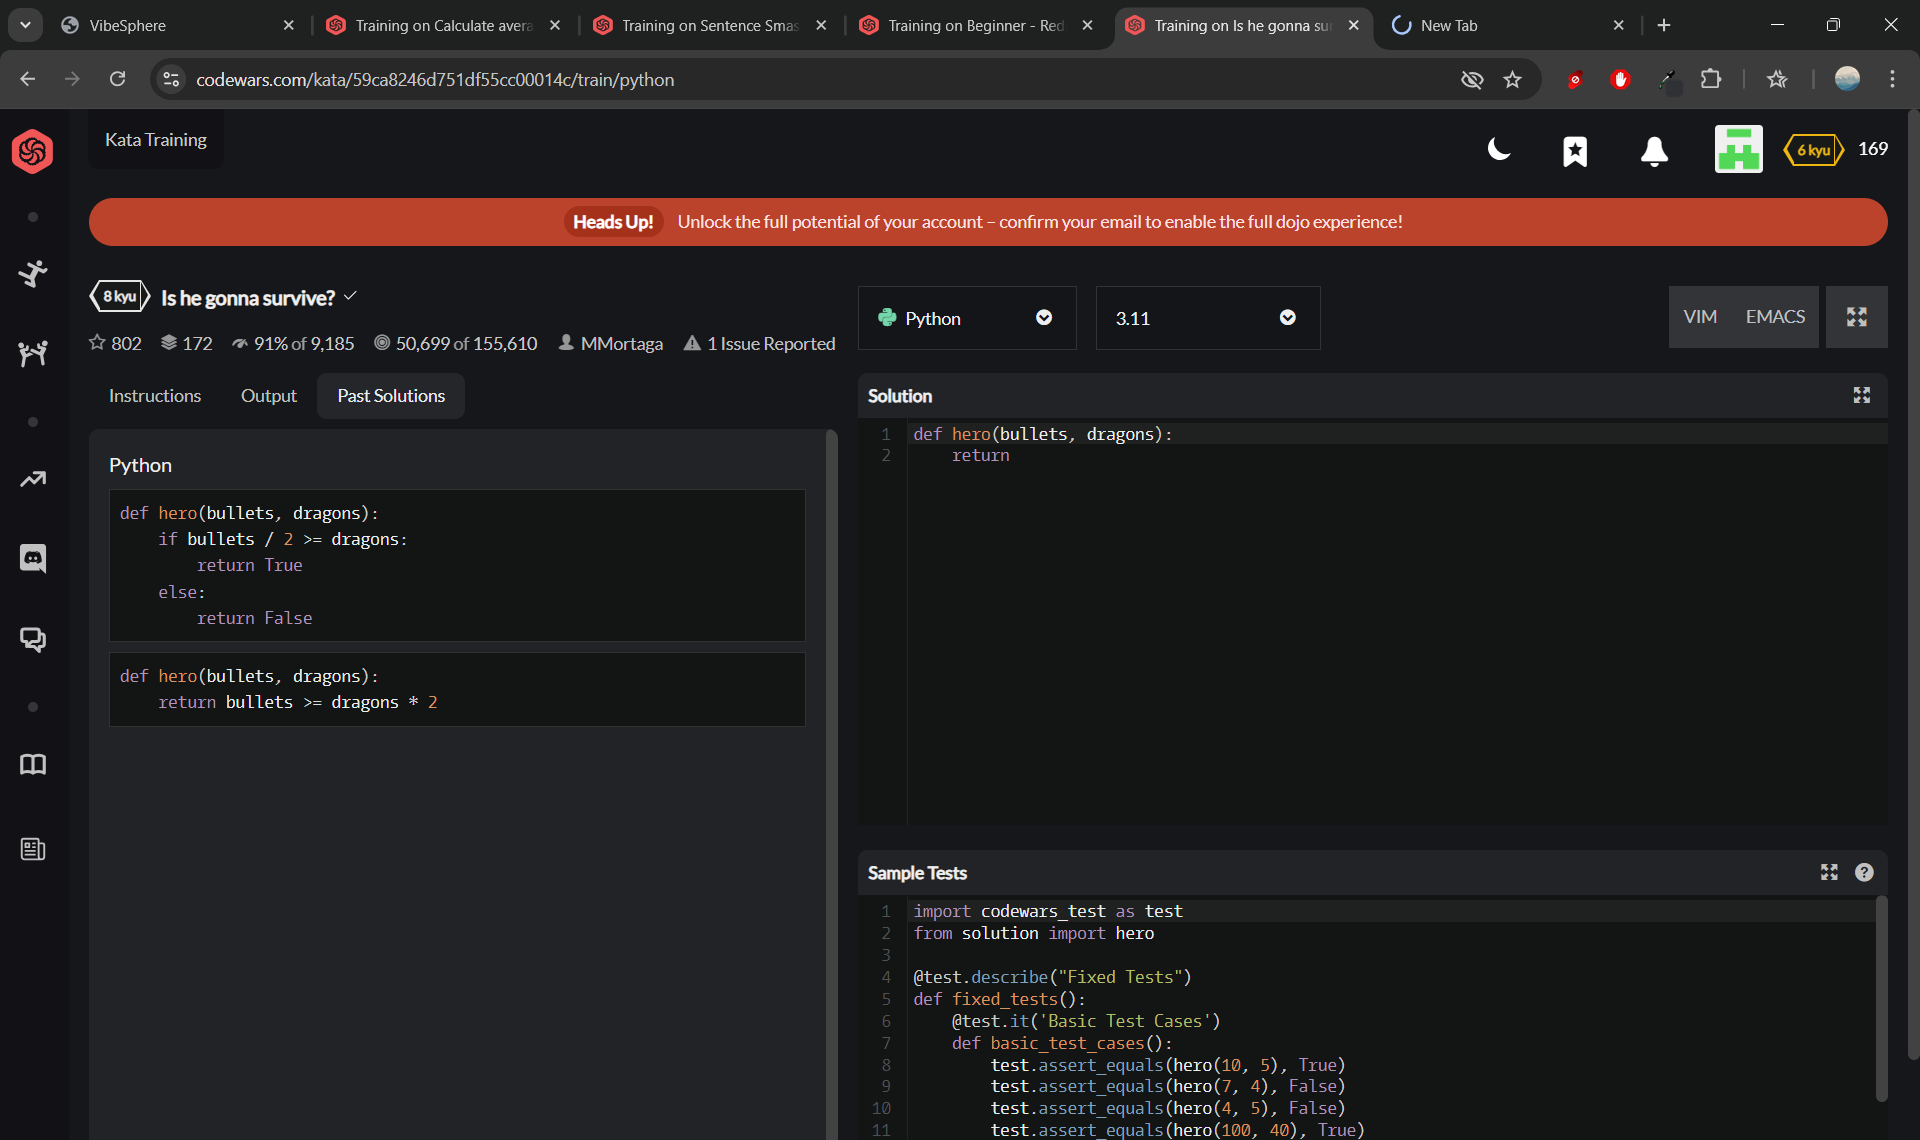 VibeSphere
Training on Calculate avera
Training on Sentence Smas
Training on Beginner - Red
Training on Is he gonna sur
New Tab
codewars.com/kata/59ca8246d751df55cc00014c/train/python
Kata Training
6 kyu
169
Heads Up! Unlock the full potential of your account – confirm your email to enable the full dojo experience!
8 kyu Is he gonna survive?
802 172 91% of 9,185 50,699 of 155,610 MMortaga 1 Issue Reported
Python
3.11
VIM EMACS
Instructions Output Past Solutions
Python
def hero(bullets, dragons):
    if bullets / 2 >= dragons:
        return True
    else:
        return False
def hero(bullets, dragons):
    return bullets >= dragons * 2
Solution
1 def hero(bullets, dragons):
2     return
Sample Tests
?
1 import codewars_test as test
2 from solution import hero
3
4 @test.describe("Fixed Tests")
5 def fixed_tests():
6     @test.it('Basic Test Cases')
7     def basic_test_cases():
8         test.assert_equals(hero(10, 5), True)
9         test.assert_equals(hero(7, 4), False)
10         test.assert_equals(hero(4, 5), False)
11         test.assert_equals(hero(100, 40), True)